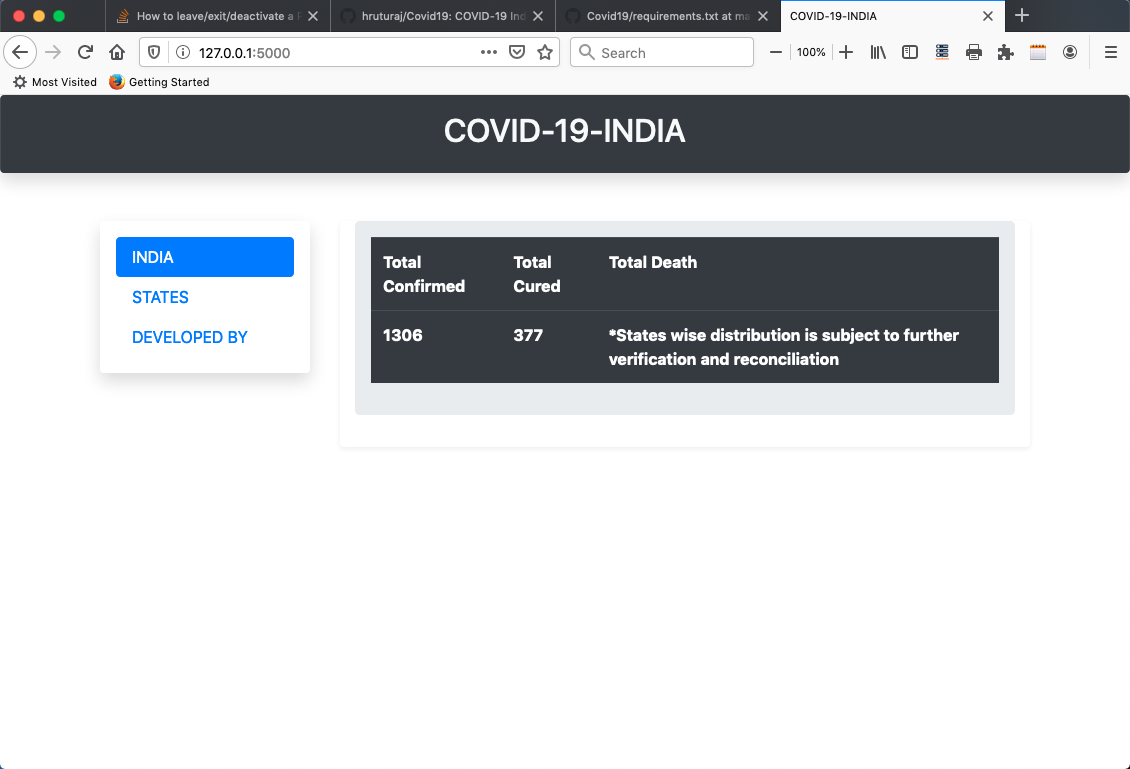 How to leave/exit/deactivate a
hruturaj/Covid19: COVID-19 Ind
Covid19/requirements.txt at ma
COVID-19-INDIA
127.0.0.1:5000
Search
100%
Most Visited
Getting Started
COVID-19-INDIA
INDIA
STATES
DEVELOPED BY
Total Confirmed
Total Cured
Total Death
1306
377
*States wise distribution is subject to further
verification and reconciliation